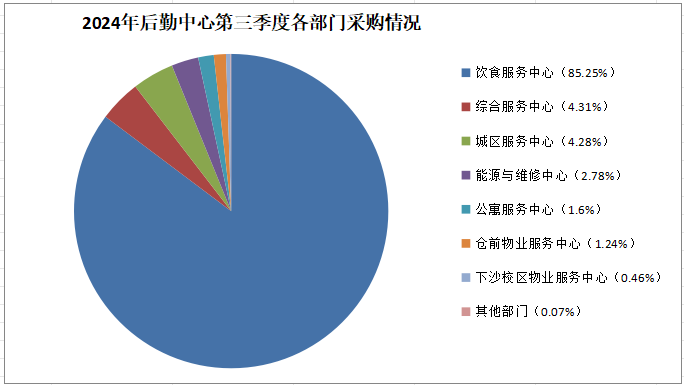 2024年后勤中心第三季度各部门采购情况
饮食服务中心（85.25%）
综合服务中心（4.31%）
城区服务中心（4.28%）
能源与维修中心（2.78%）
公寓服务中心（1.6%）
仓前物业服务中心（1.24%）
下沙校区物业服务中心（0.46%）
其他部门（0.07%）